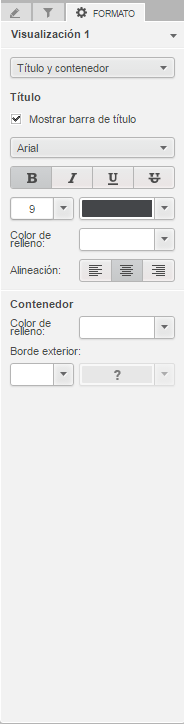 FORMATO
Visualización 1
Título y contenedor
Título
Mostrar barra de título
Arial
B I U T
9
Color de
relleno:
Alineación:
Contenedor
Color de
relleno:
Borde exterior:
?